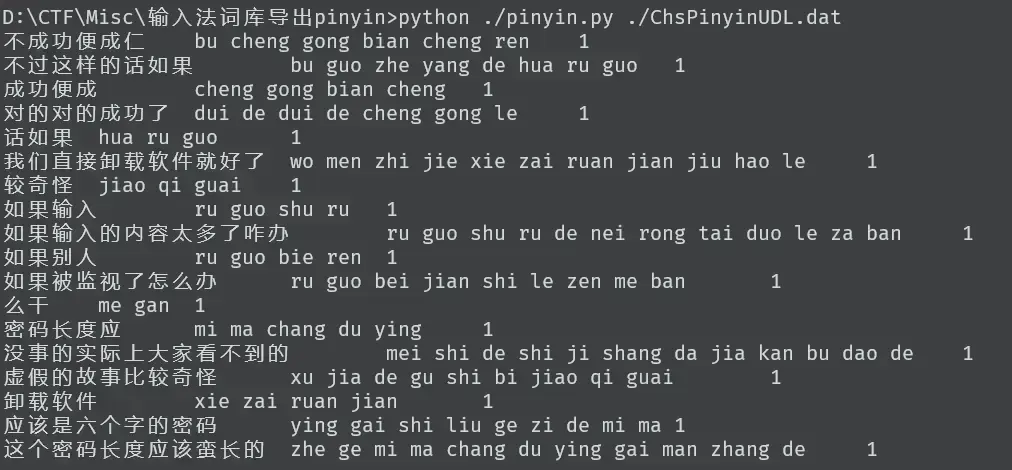 D:\CTF\Misc\输入法词库导出pinyin>python ./pinyin.py ./ChsPinyinUDL.dat
不成功便成仁 bu cheng gong bian cheng ren 1
不过这样的话如果 bu guo zhe yang de hua ru guo 1
成功便成 cheng gong bian cheng 1
对的对的成功了 dui de dui de cheng gong le 1
话如果 hua ru guo 1
我们直接卸载软件就好了 wo men zhi jie xie zai ruan jian jiu hao le 1
较奇怪 jiao qi guai 1
如果输入 ru guo shu ru 1
如果输入的内容太多了咋办 ru guo shu ru de nei rong tai duo le za ban 1
如果别人 ru guo bie ren 1
如果被监视了怎么办 ru guo bei jian shi le zen me ban 1
么干 me gan 1
密码长度应 mi ma chang du ying 1
没事的实际上大家看不到的 mei shi de shi ji shang da jia kan bu dao de 1
虚假的故事比较奇怪 xu jia de gu shi bi jiao qi guai 1
卸载软件 xie zai ruan jian 1
应该是六个字的密码 ying gai shi liu ge zi de mi ma 1
这个密码长度应该蛮长的 zhe ge mi ma chang du ying gai man zhang de 1